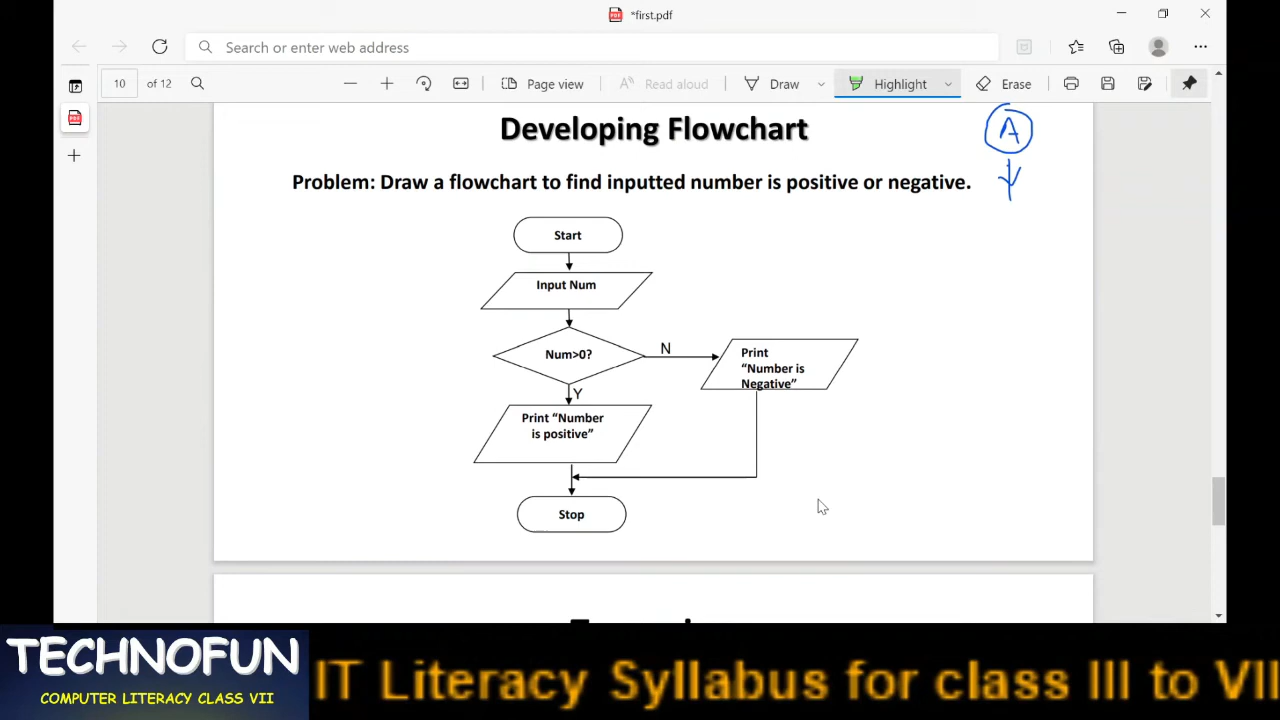 *first.pdf
Search or enter web address
10 of 12
Page view
Read aloud
Draw
Highlight
Erase
Developing Flowchart
A
Problem: Draw a flowchart to find inputted number is positive or negative.
Start
Input Num
Num>0?
N
Print
“Number is
Negative”
Y
Print “Number
is positive”
Stop
TECHNOFUN
COMPUTER LITERACY CLASS VII
IT Literacy Syllabus for class III to VII